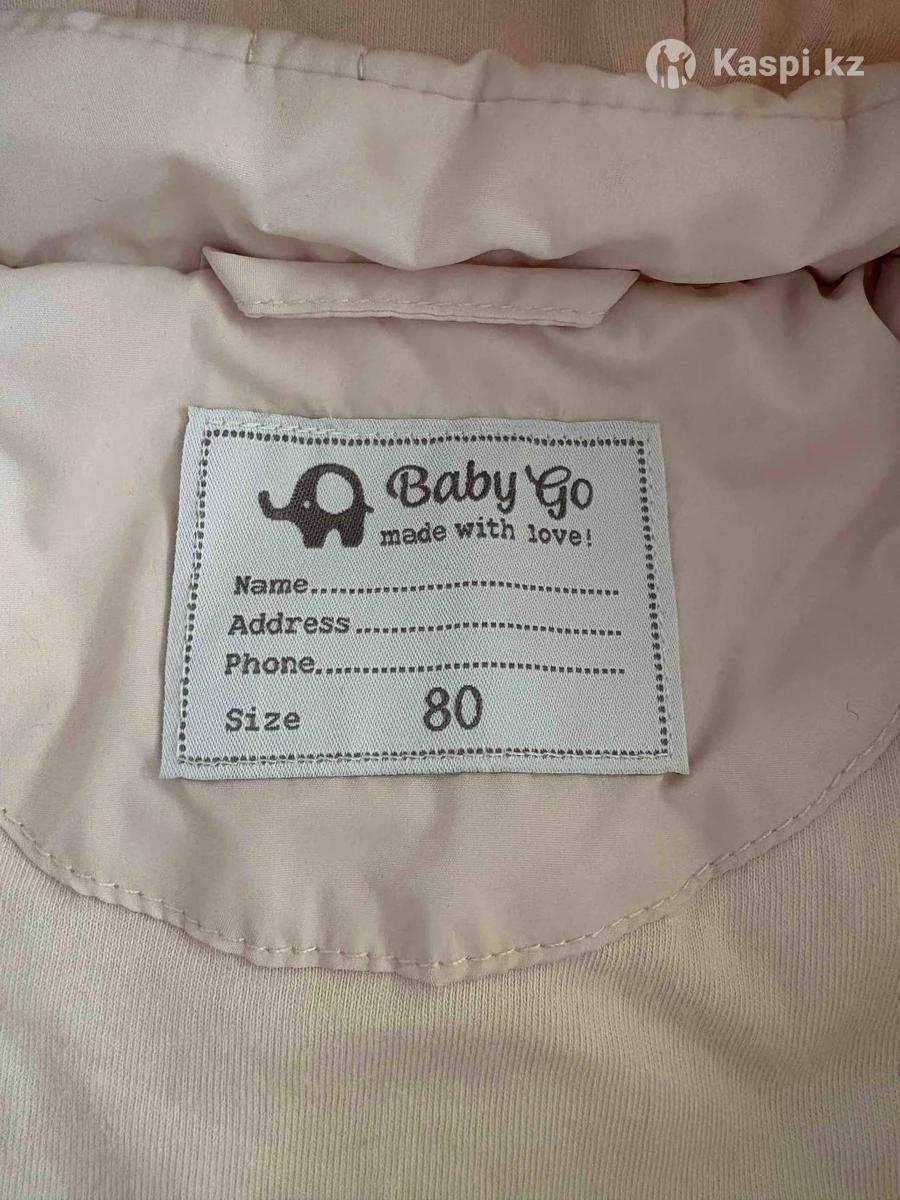 Kaspi.kz
Baby Go
made with love!
Name
Address
Phone
Size 80